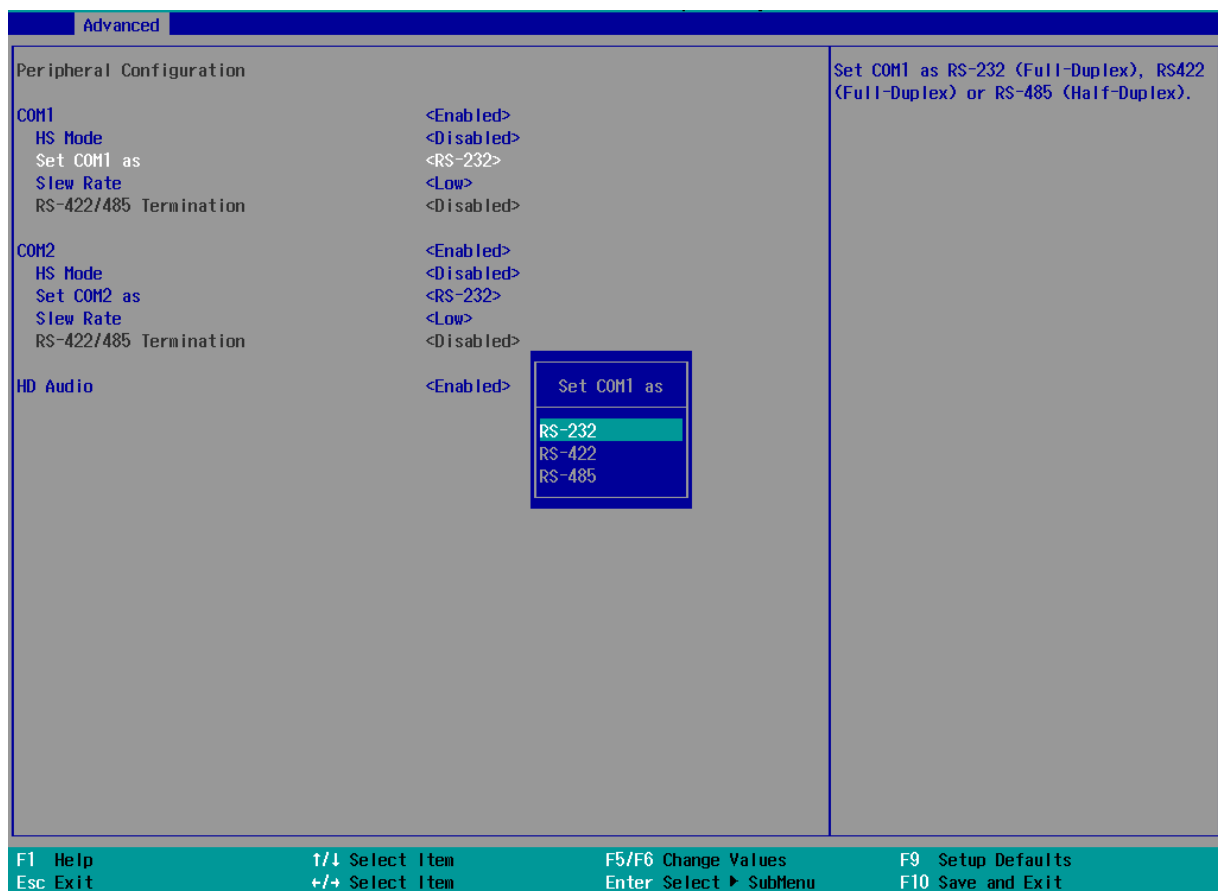 Advanced
Peripheral Configuration
COM1 <Enabled>
HS Mode <Disabled>
Set COM1 as <RS-232>
Slew Rate <Low>
RS-422/485 Termination <Disabled>
COM2 <Enabled>
HS Mode <Disabled>
Set COM2 as <RS-232>
Slew Rate <Low>
RS-422/485 Termination <Disabled>
HD Audio <Enabled>
Set COM1 as
RS-232
RS-422
RS-485
Set COM1 as RS-232 (Full-Duplex), RS422
(Full-Duplex) or RS-485 (Half-Duplex).
F1 Help ↑/↓ Select Item F5/F6 Change Values F9 Setup Defaults
Esc Exit ←/→ Select Item Enter Select ▶ SubMenu F10 Save and Exit